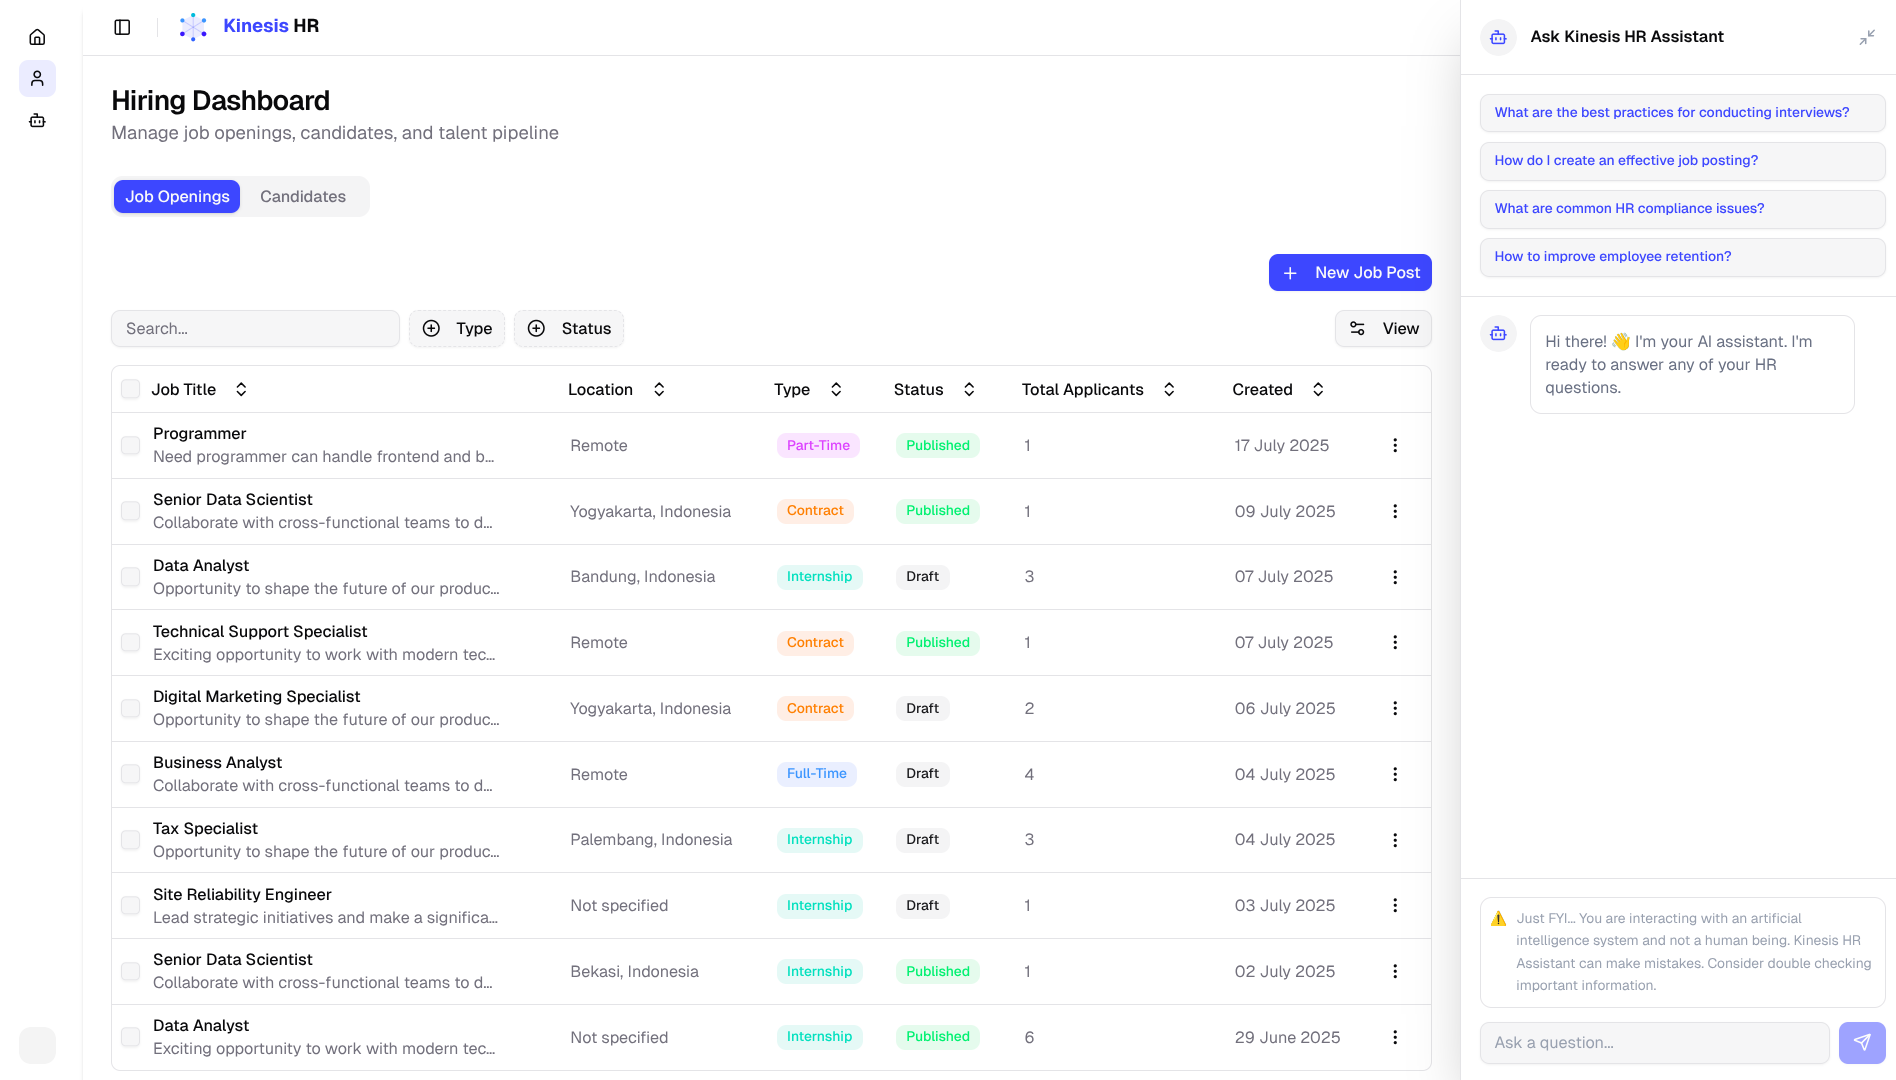 Kinesis HR
Hiring Dashboard
Manage job openings, candidates, and talent pipeline
Job Openings
Candidates
New Job Post
Search...
Type
Status
View
Job Title Location Type Status Total Applicants Created
Programmer
Need programmer can handle frontend and b...
Remote Part-Time Published 1 17 July 2025
Senior Data Scientist
Collaborate with cross-functional teams to d...
Yogyakarta, Indonesia Contract Published 1 09 July 2025
Data Analyst
Opportunity to shape the future of our produc...
Bandung, Indonesia Internship Draft 3 07 July 2025
Technical Support Specialist
Exciting opportunity to work with modern tec...
Remote Contract Published 1 07 July 2025
Digital Marketing Specialist
Opportunity to shape the future of our produc...
Yogyakarta, Indonesia Contract Draft 2 06 July 2025
Business Analyst
Collaborate with cross-functional teams to d...
Remote Full-Time Draft 4 04 July 2025
Tax Specialist
Opportunity to shape the future of our produc...
Palembang, Indonesia Internship Draft 3 04 July 2025
Site Reliability Engineer
Lead strategic initiatives and make a significa...
Not specified Internship Draft 1 03 July 2025
Senior Data Scientist
Collaborate with cross-functional teams to d...
Bekasi, Indonesia Internship Published 1 02 July 2025
Data Analyst
Exciting opportunity to work with modern tec...
Not specified Internship Published 6 29 June 2025
Ask Kinesis HR Assistant
What are the best practices for conducting interviews?
How do I create an effective job posting?
What are common HR compliance issues?
How to improve employee retention?
Hi there! 👋 I'm your AI assistant. I'm
ready to answer any of your HR
questions.
⚠️ Just FYI... You are interacting with an artificial
intelligence system and not a human being. Kinesis HR
Assistant can make mistakes. Consider double checking
important information.
Ask a question...